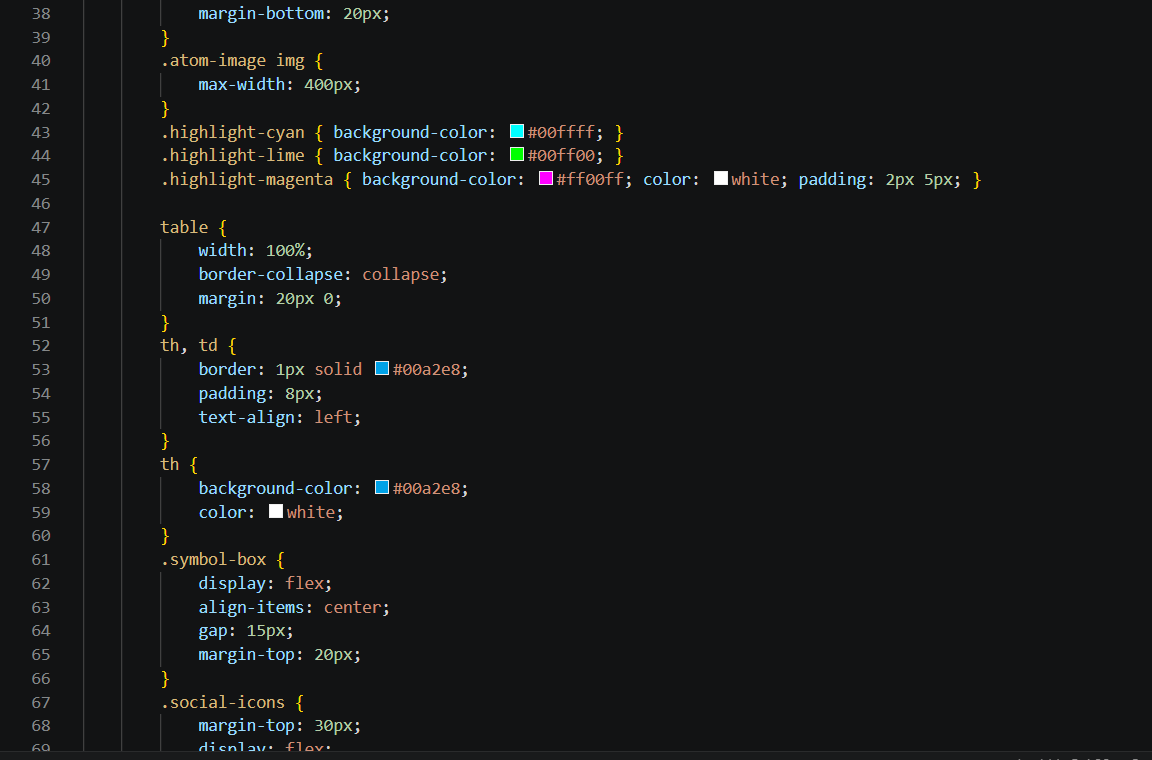 38 margin-bottom: 20px;
39 }
40 .atom-image img {
41 max-width: 400px;
42 }
43 .highlight-cyan { background-color: #00ffff; }
44 .highlight-lime { background-color: #00ff00; }
45 .highlight-magenta { background-color: #ff00ff; color: white; padding: 2px 5px; }
46
47 table {
48 width: 100%;
49 border-collapse: collapse;
50 margin: 20px 0;
51 }
52 th, td {
53 border: 1px solid #00a2e8;
54 padding: 8px;
55 text-align: left;
56 }
57 th {
58 background-color: #00a2e8;
59 color: white;
60 }
61 .symbol-box {
62 display: flex;
63 align-items: center;
64 gap: 15px;
65 margin-top: 20px;
66 }
67 .social-icons {
68 margin-top: 30px;
69 display: flex;